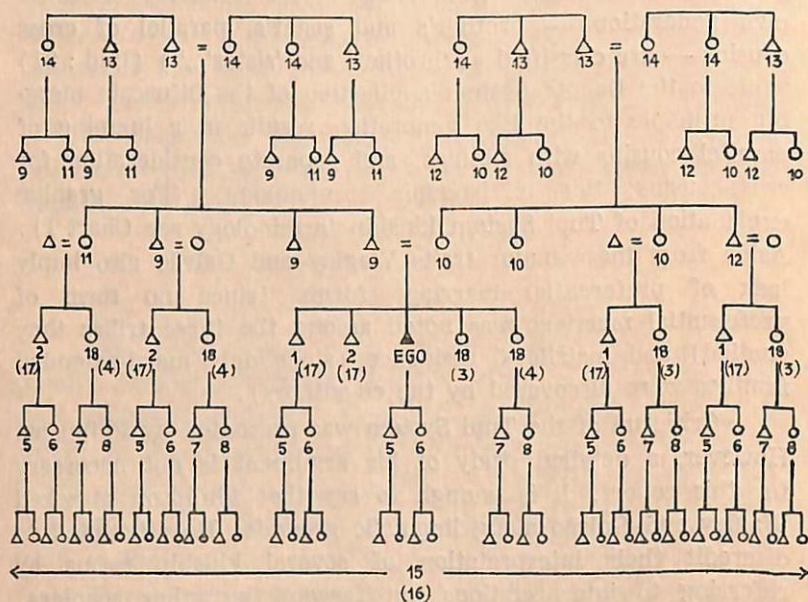 = =
14 13 13 14 14 13 14 13 13 14 14 13
9 11 9 11 9 11 9 11 12 10 12 10 12 10 12 10
= = = = =
11 9 9 9 10 10 10 12
2 18 2 18 1 2 EGO 18 18 1 18 1 18
(17) (4) (17) (4) (17) (17) (3) (4) (17) (3) (17) (3)
5 6 7 8 5 6 7 8 5 6 5 6 7 8 5 6 7 8 5 6 7 8
15
(16)